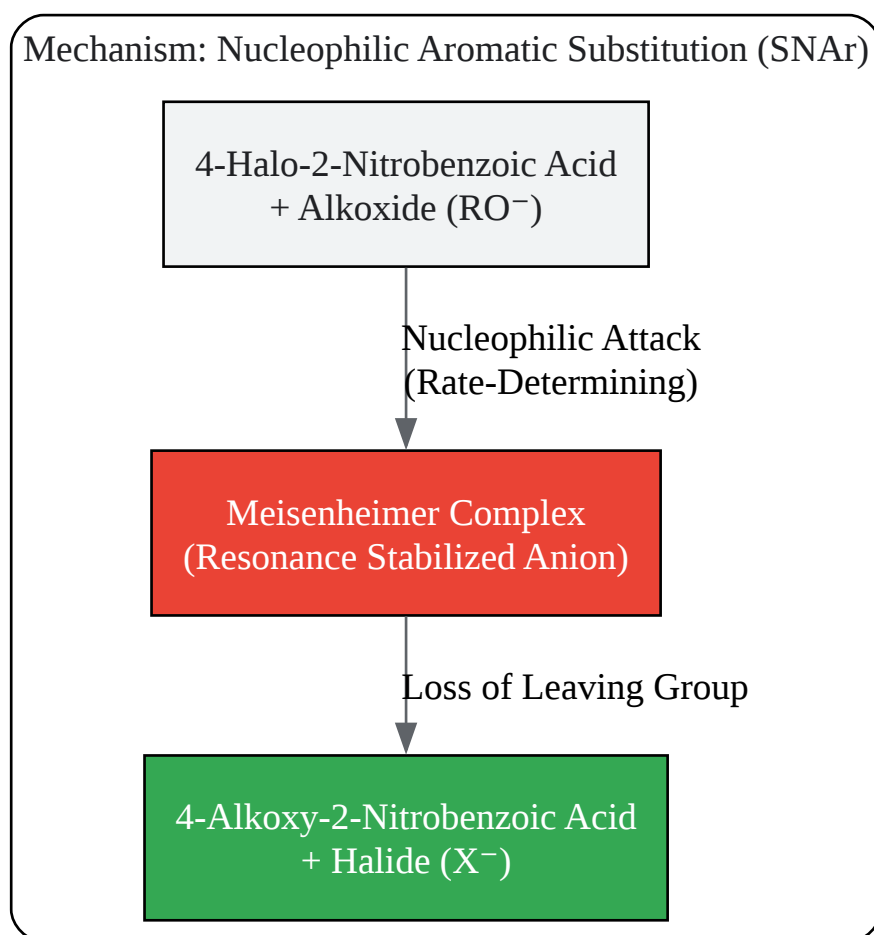 Mechanism: Nucleophilic Aromatic Substitution (SNAr)
4-Halo-2-Nitrobenzoic Acid
+ Alkoxide (RO⁻)
Nucleophilic Attack
(Rate-Determining)
Meisenheimer Complex
(Resonance Stabilized Anion)
Loss of Leaving Group
4-Alkoxy-2-Nitrobenzoic Acid
+ Halide (X⁻)